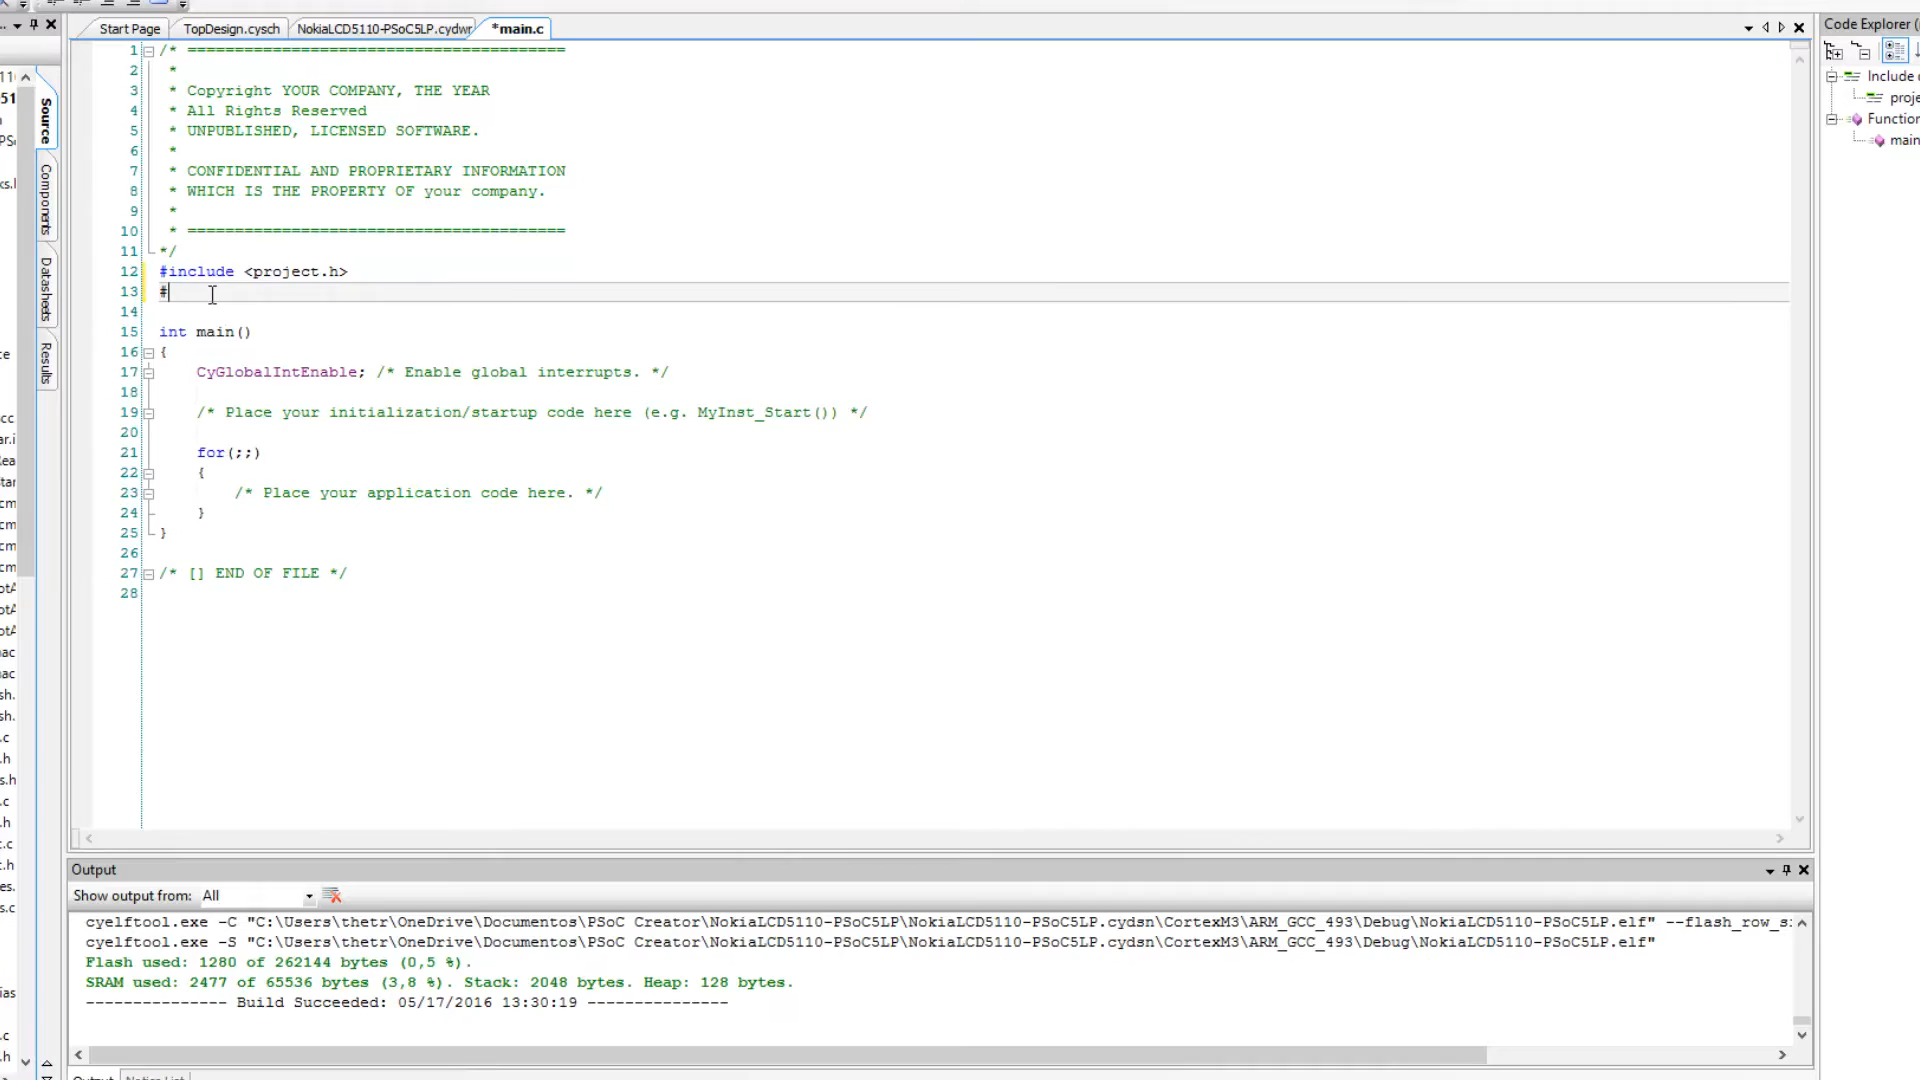 Start Page
TopDesign.cysch
NokiaLCD5110-PSoC5LP.cydwr
*main.c
Code Explorer
Source
Components
Datasheets
Results
1 /* ========================================
2 *
3 * Copyright YOUR COMPANY, THE YEAR
4 * All Rights Reserved
5 * UNPUBLISHED, LICENSED SOFTWARE.
6 *
7 * CONFIDENTIAL AND PROPRIETARY INFORMATION
8 * WHICH IS THE PROPERTY OF your company.
9 *
10 * ========================================
11 */
12 #include <project.h>
13 #
14
15 int main()
16 {
17 CyGlobalIntEnable; /* Enable global interrupts. */
18
19 /* Place your initialization/startup code here (e.g. MyInst_Start()) */
20
21 for(;;)
22 {
23 /* Place your application code here. */
24 }
25 }
26
27 /* [] END OF FILE */
28
Include
proje
Function
main
Output
Show output from: All
cyelftool.exe -C "C:\Users\thetr\OneDrive\Documentos\PSoC Creator\NokiaLCD5110-PSoC5LP\NokiaLCD5110-PSoC5LP.cydsn\CortexM3\ARM_GCC_493\Debug\NokiaLCD5110-PSoC5LP.elf" --flash_row_s
cyelftool.exe -S "C:\Users\thetr\OneDrive\Documentos\PSoC Creator\NokiaLCD5110-PSoC5LP\NokiaLCD5110-PSoC5LP.cydsn\CortexM3\ARM_GCC_493\Debug\NokiaLCD5110-PSoC5LP.elf"
Flash used: 1280 of 262144 bytes (0,5 %).
SRAM used: 2477 of 65536 bytes (3,8 %). Stack: 2048 bytes. Heap: 128 bytes.
--------------- Build Succeeded: 05/17/2016 13:30:19 ---------------